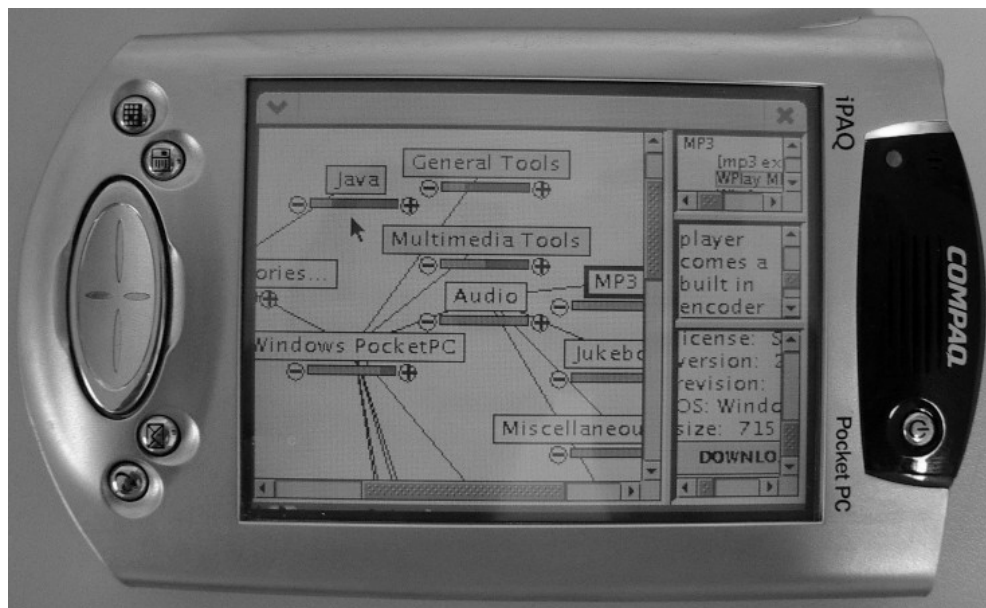 General Tools
Java
Multimedia Tools
ories...
MP3
Audio
Windows PocketPC
Jukebo
Miscellaneou
MP3
[mp3 ex
WPlay M
player
comes a
built in
encoder
license: S
version: 2
revision:
OS: Windo
size: 715
DOWNLO
iPAQ
Pocket PC
COMPAQ